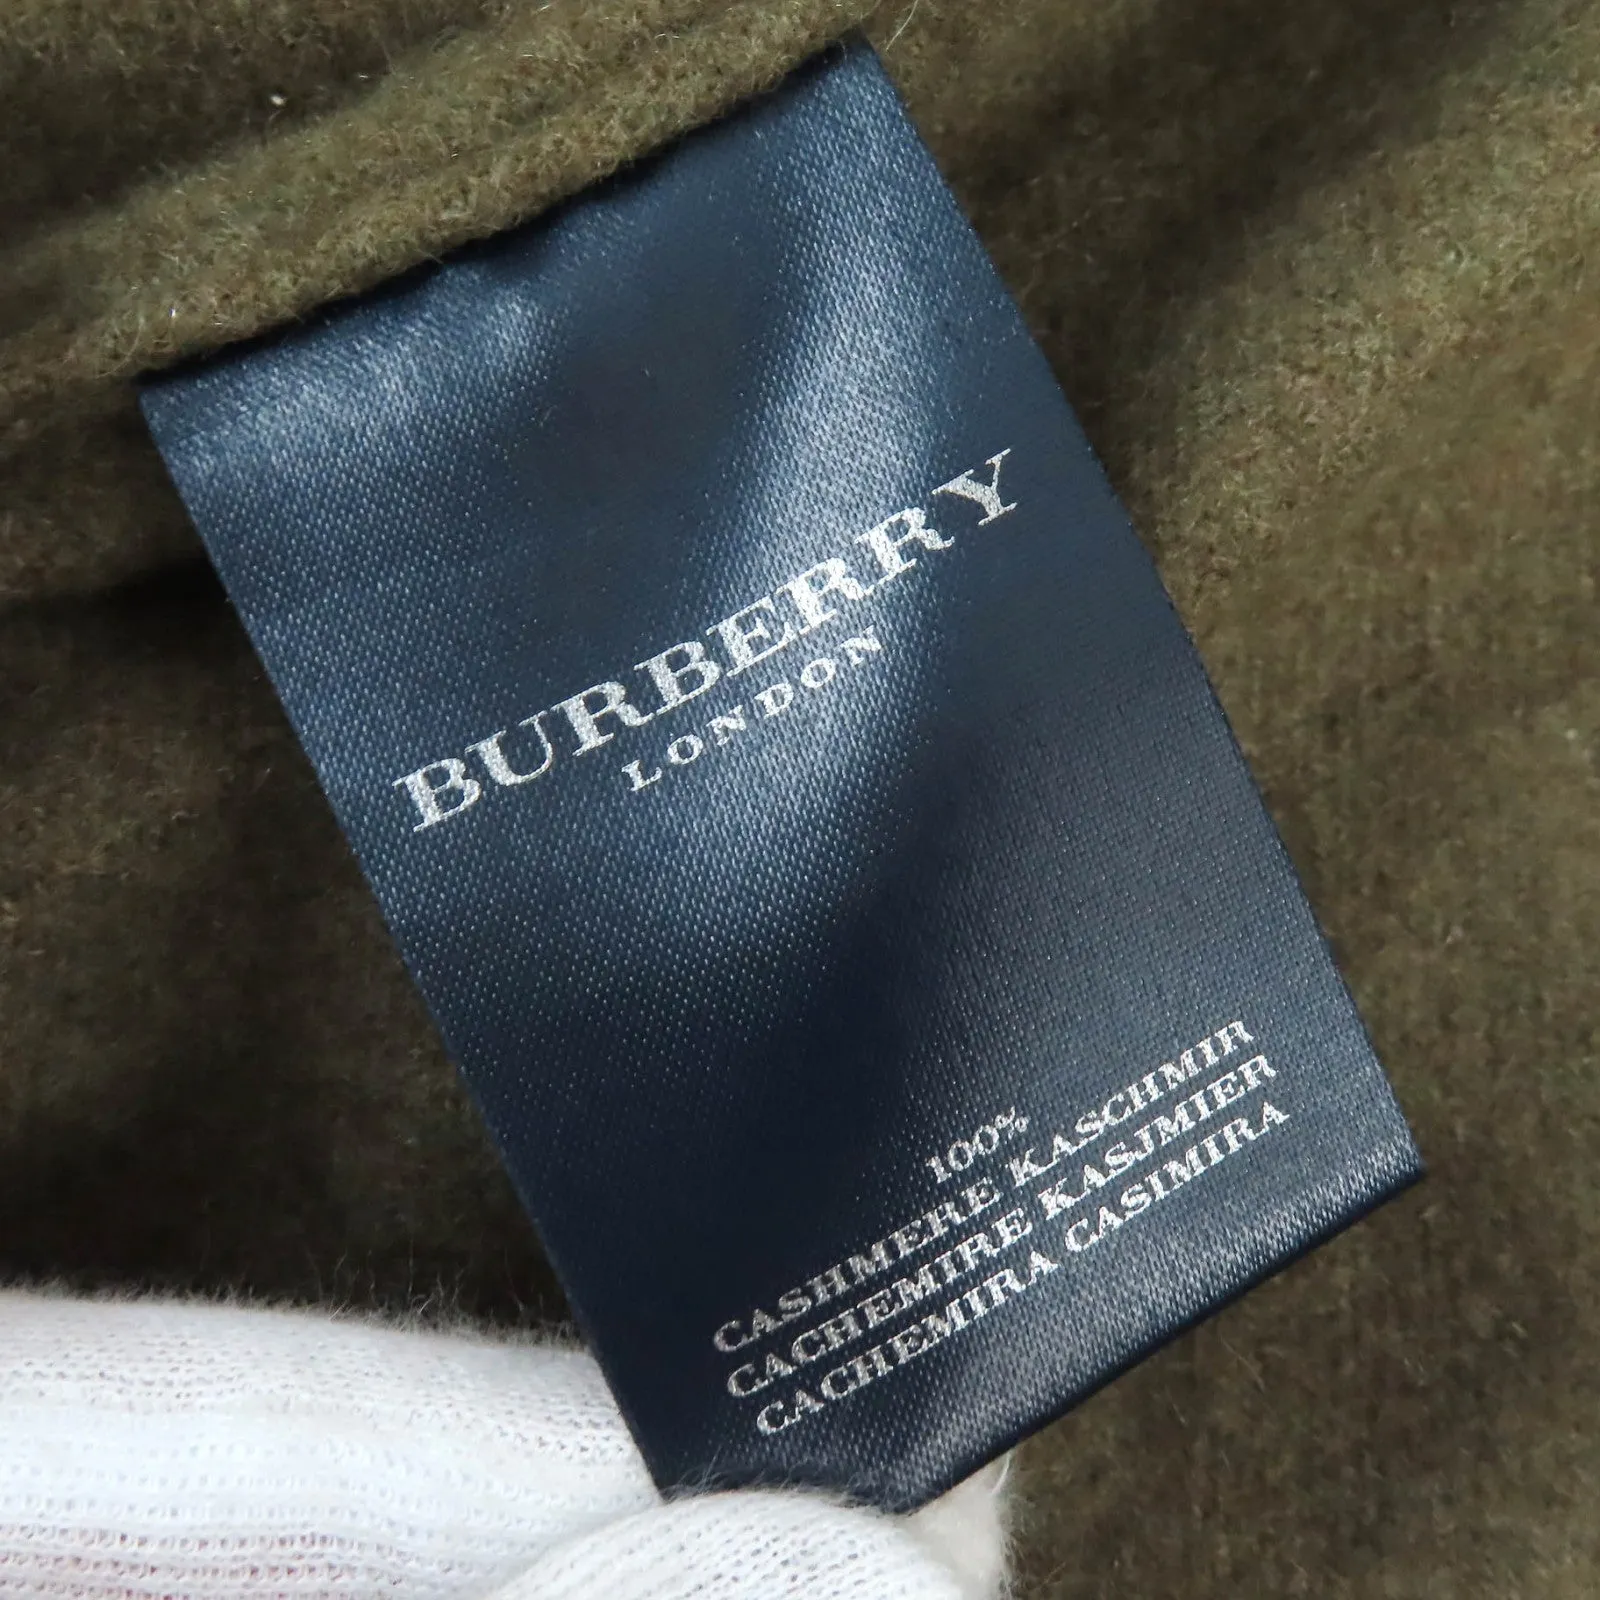 BURBERRY
LONDON
100%
CASHMERE KASCHMIR
CACHEMIRE KASJMIER
CACHEMIRA CASIMIRA